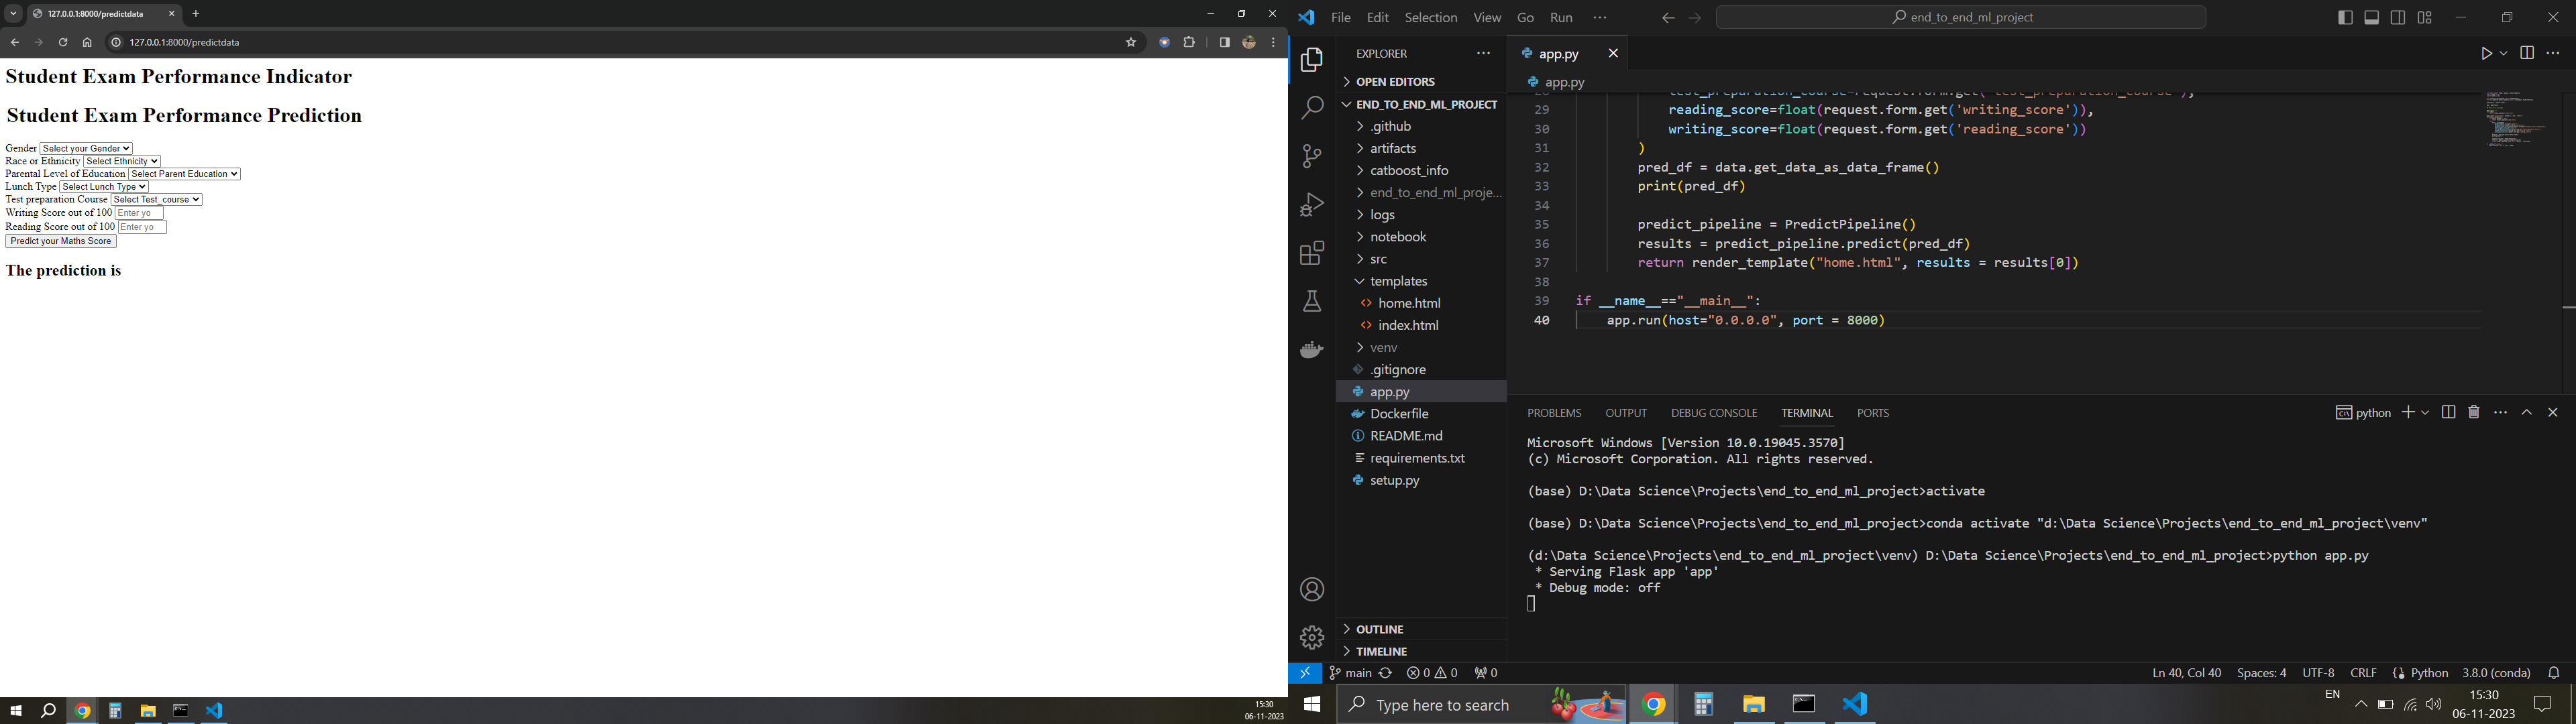 127.0.0.1:8000/predictdata
127.0.0.1:8000/predictdata
Student Exam Performance Indicator
Student Exam Performance Prediction
Gender Select your Gender
Race or Ethnicity Select Ethnicity
Parental Level of Education Select Parent Education
Lunch Type Select Lunch Type
Test preparation Course Select Test_course
Writing Score out of 100 Enter yo
Reading Score out of 100 Enter yo
Predict your Maths Score
The prediction is
15:30
06-11-2023
File Edit Selection View Go Run ···
end_to_end_ml_project
EXPLORER
OPEN EDITORS
END_TO_END_ML_PROJECT
.github
artifacts
catboost_info
end_to_end_ml_proje...
logs
notebook
src
templates
home.html
index.html
venv
.gitignore
app.py
Dockerfile
README.md
requirements.txt
setup.py
OUTLINE
TIMELINE
app.py
app.py
28 test_preparation_course=request.form.get('test_preparation_course'),
29 reading_score=float(request.form.get('writing_score')),
30 writing_score=float(request.form.get('reading_score'))
31 )
32 pred_df = data.get_data_as_data_frame()
33 print(pred_df)
34
35 predict_pipeline = PredictPipeline()
36 results = predict_pipeline.predict(pred_df)
37 return render_template("home.html", results = results[0])
38
39 if __name__=="__main__":
40 app.run(host="0.0.0.0", port = 8000)
PROBLEMS OUTPUT DEBUG CONSOLE TERMINAL PORTS
python
Microsoft Windows [Version 10.0.19045.3570]
(c) Microsoft Corporation. All rights reserved.
(base) D:\Data Science\Projects\end_to_end_ml_project>activate
(base) D:\Data Science\Projects\end_to_end_ml_project>conda activate "d:\Data Science\Projects\end_to_end_ml_project\venv"
(d:\Data Science\Projects\end_to_end_ml_project\venv) D:\Data Science\Projects\end_to_end_ml_project>python app.py
* Serving Flask app 'app'
* Debug mode: off
main 0 0 0
Ln 40, Col 40 Spaces: 4 UTF-8 CRLF Python 3.8.0 (conda)
Type here to search
EN
15:30
06-11-2023